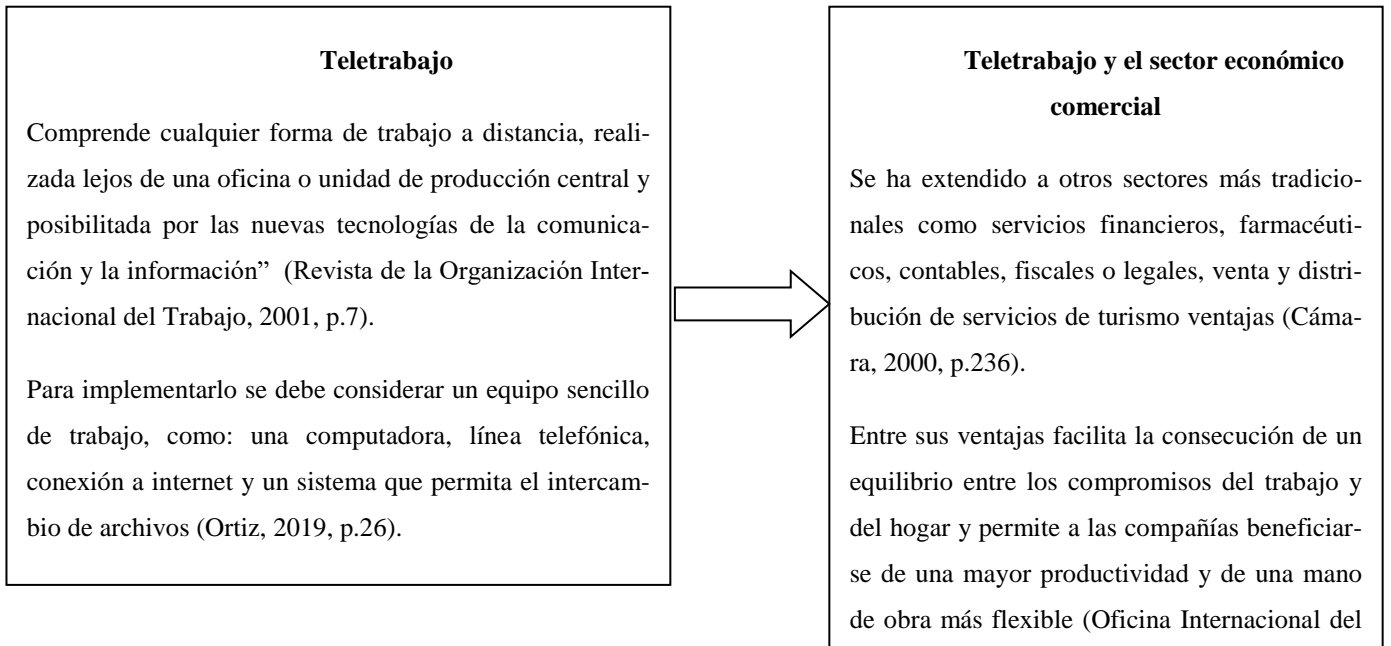 Teletrabajo
Comprende cualquier forma de trabajo a distancia, reali-
zada lejos de una oficina o unidad de producción central y
posibilitada por las nuevas tecnologías de la comunica-
ción y la información” (Revista de la Organización Inter-
nacional del Trabajo, 2001, p.7).
Para implementarlo se debe considerar un equipo sencillo
de trabajo, como: una computadora, línea telefónica,
conexión a internet y un sistema que permita el intercam-
bio de archivos (Ortiz, 2019, p.26).
Teletrabajo y el sector económico
comercial
Se ha extendido a otros sectores más tradicio-
nales como servicios financieros, farmacéuti-
cos, contables, fiscales o legales, venta y distri-
bución de servicios de turismo ventajas (Cáma-
ra, 2000, p.236).
Entre sus ventajas facilita la consecución de un
equilibrio entre los compromisos del trabajo y
del hogar y permite a las compañías beneficiar-
se de una mayor productividad y de una mano
de obra más flexible (Oficina Internacional del